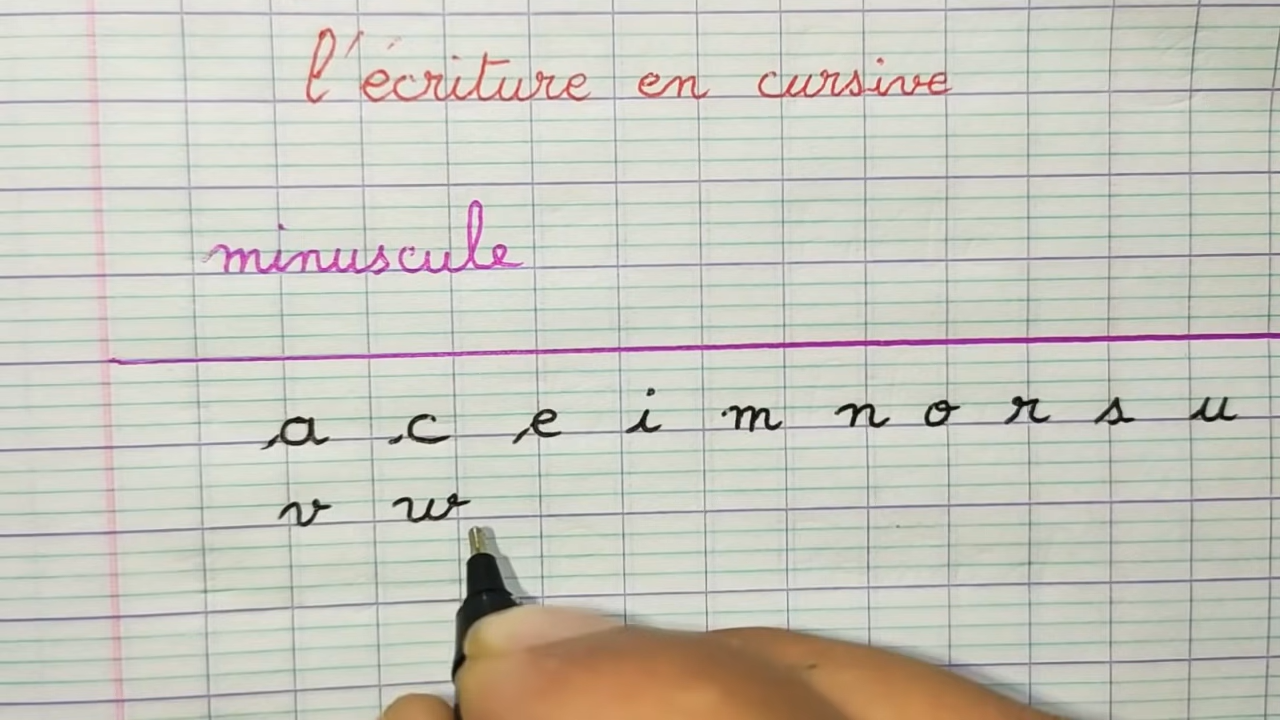 l'écriture en cursive
minuscule
a c e i m n o r s u
v w